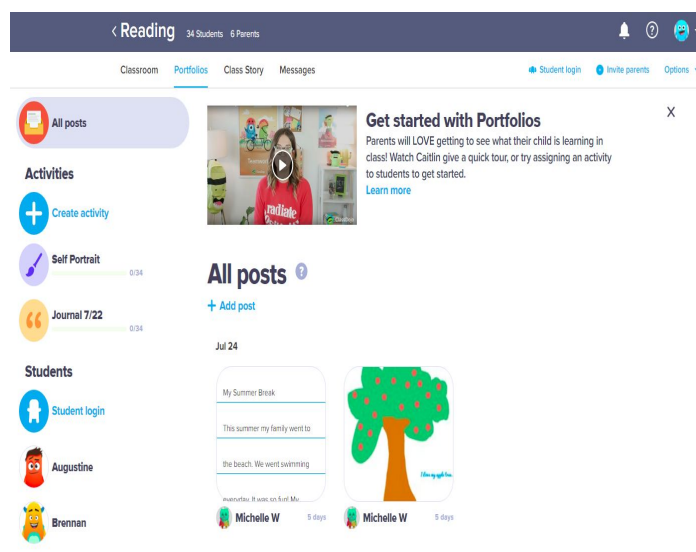 < Reading 34 Students 6 Parents
Classroom Portfolios Class Story Messages Student login Invite parents Options
All posts
Activities
Create activity
Self Portrait
0/34
Journal 7/22
0/34
Students
Student login
Augustine
Brennan
radiate
Get started with Portfolios
Parents will LOVE getting to see what their child is learning in
class! Watch Caitlin give a quick tour, or try assigning an activity
to students to get started.
Learn more
X
All posts ?
+ Add post
Jul 24
My Summer Break
This summer my family went to
the beach. We went swimming
everyday. It was so fun! My
I love my apple tree.
Michelle W 5 days
Michelle W 5 days